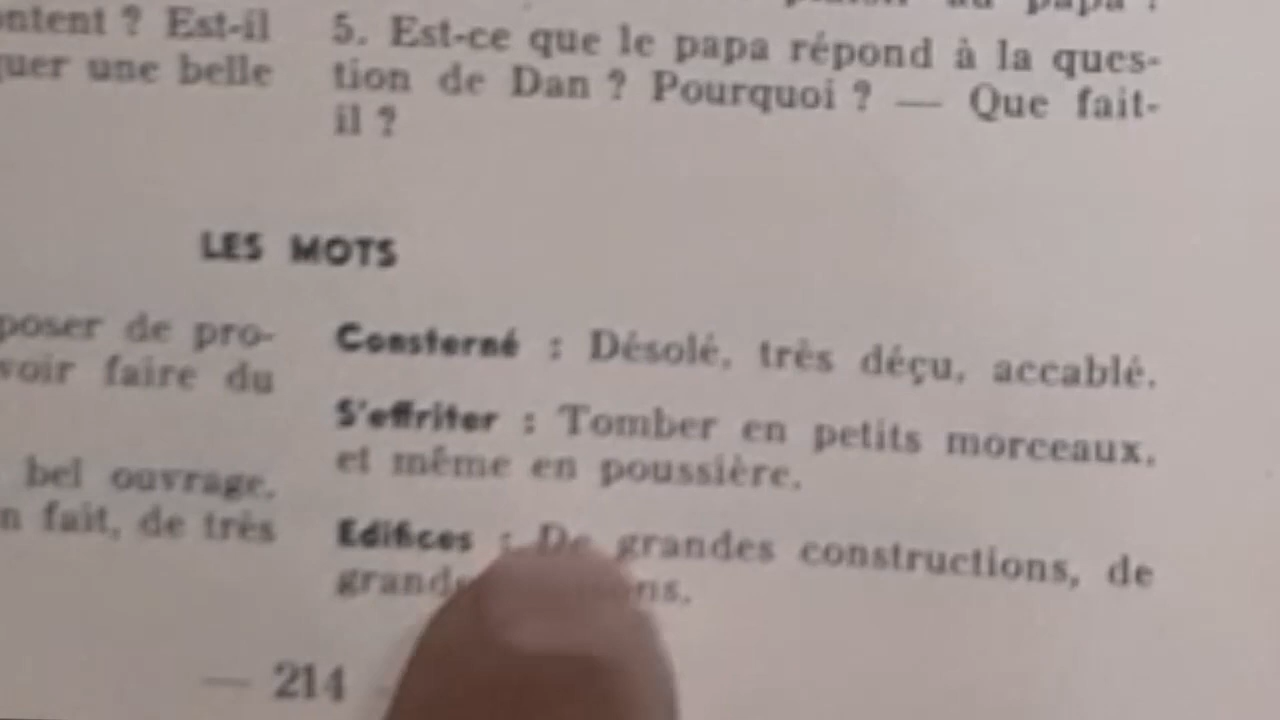 ontent ? Est-il
quer une belle
5. Est-ce que le papa répond à la ques-
tion de Dan ? Pourquoi ? — Que fait-
il ?
LES MOTS
poser de pro-
voir faire du
bel ouvrage,
n fait, de très
Consterné : Désolé, très déçu, accablé.
S'effriter : Tomber en petits morceaux,
et même en poussière.
Edifices : De grandes constructions, de
— 214